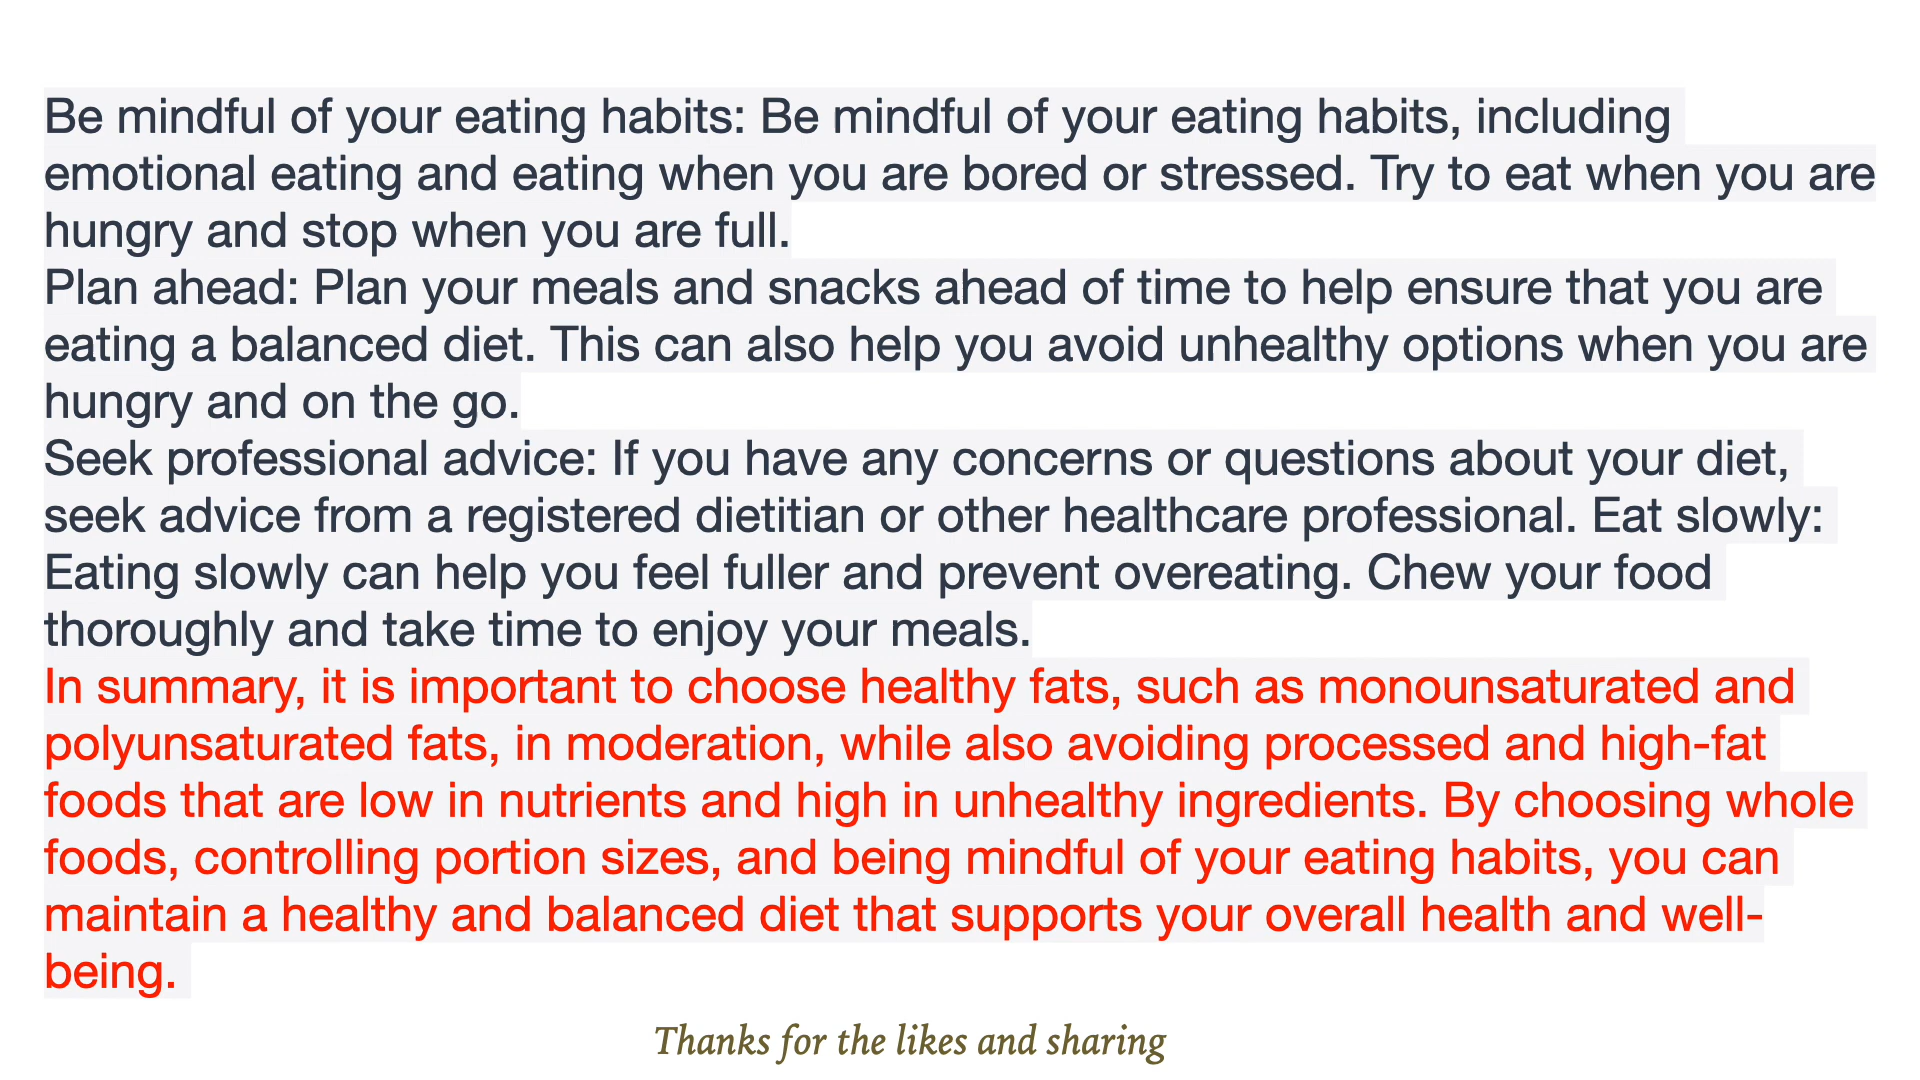 Be mindful of your eating habits: Be mindful of your eating habits, including
emotional eating and eating when you are bored or stressed. Try to eat when you are
hungry and stop when you are full.
Plan ahead: Plan your meals and snacks ahead of time to help ensure that you are
eating a balanced diet. This can also help you avoid unhealthy options when you are
hungry and on the go.
Seek professional advice: If you have any concerns or questions about your diet,
seek advice from a registered dietitian or other healthcare professional. Eat slowly:
Eating slowly can help you feel fuller and prevent overeating. Chew your food
thoroughly and take time to enjoy your meals.
In summary, it is important to choose healthy fats, such as monounsaturated and
polyunsaturated fats, in moderation, while also avoiding processed and high-fat
foods that are low in nutrients and high in unhealthy ingredients. By choosing whole
foods, controlling portion sizes, and being mindful of your eating habits, you can
maintain a healthy and balanced diet that supports your overall health and well-
being.
Thanks for the likes and sharing